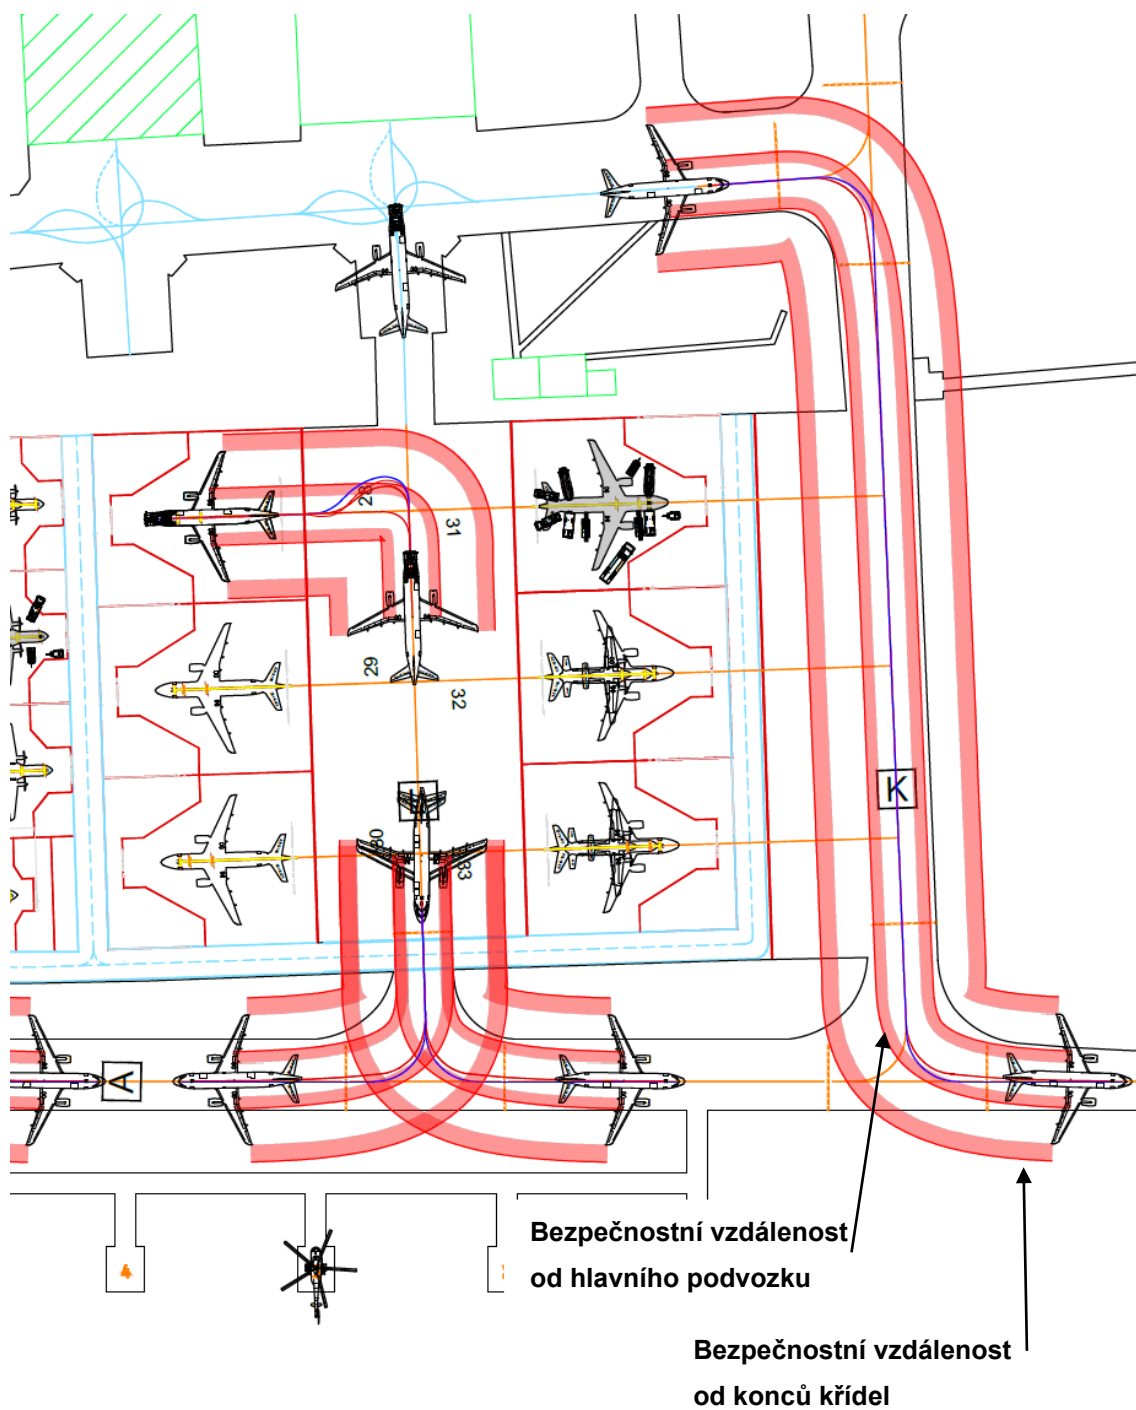 28
31
29
32
K
30
33
A
Bezpečnostní vzdálenost
od hlavního podvozku
4
Bezpečnostní vzdálenost
od konců křídel